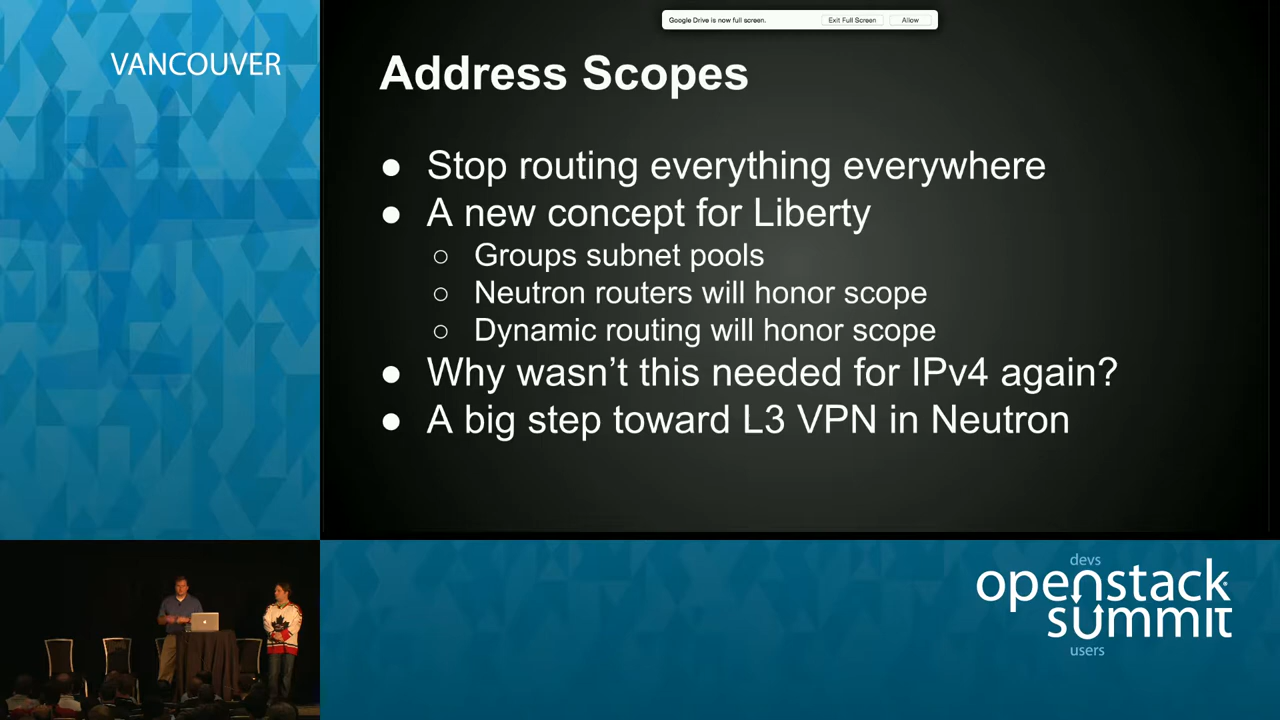 VANCOUVER
Google Drive is now full screen.
Exit Full Screen
Allow
Address Scopes
● Stop routing everything everywhere
● A new concept for Liberty
○ Groups subnet pools
○ Neutron routers will honor scope
○ Dynamic routing will honor scope
● Why wasn't this needed for IPv4 again?
● A big step toward L3 VPN in Neutron
devs
openstack
summit
users